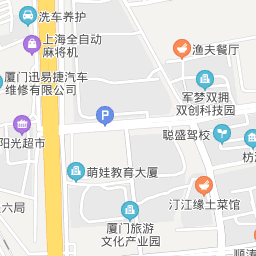 洗车养护
上海全自动
麻将机
渔夫餐厅
厦门迅易捷汽车
维修有限公司
军梦双拥
双创科技园
P
阳光超市
聪盛驾校
枋
萌娃教育大厦
汀江缘土菜馆
六局
厦门旅游
文化产业园
顺涛